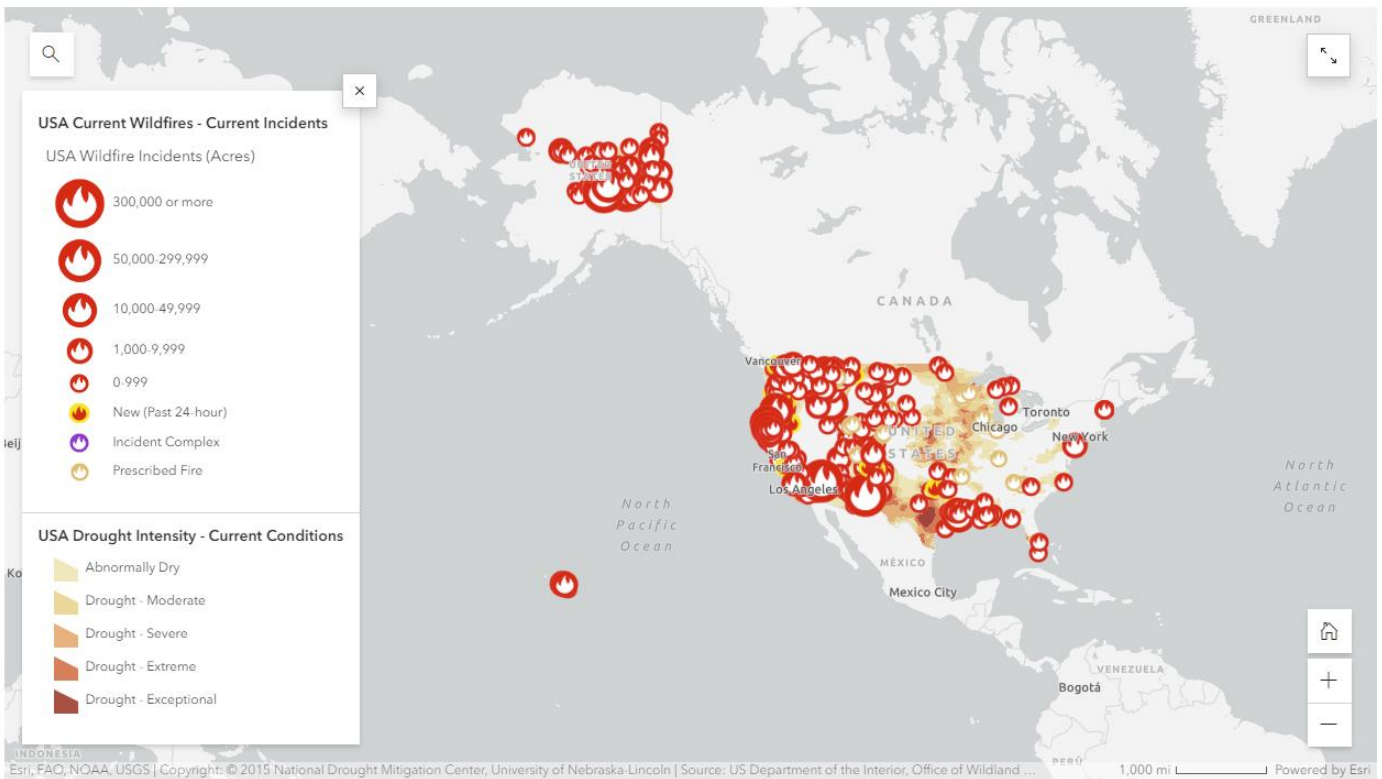 GREENLAND
USA Current Wildfires - Current Incidents
USA Wildfire Incidents (Acres)
300,000 or more
50,000-299,999
10,000-49,999
1,000-9,999
0-999
New (Past 24-hour)
Incident Complex
Prescribed Fire
USA Drought Intensity - Current Conditions
Abnormally Dry
Drought - Moderate
Drought - Severe
Drought - Extreme
Drought - Exceptional
UNITED
STATES
CANADA
Vancouver
Toronto
Chicago
New York
UNITED
STATES
San
Francisco
Los Angeles
Beij
Ko
North
Pacific
Ocean
North
Atlantic
Ocean
MÉXICO
Mexico City
VENEZUELA
Bogotá
PERÚ
INDONESIA
Esri, FAO, NOAA, USGS | Copyright: © 2015 National Drought Mitigation Center, University of Nebraska-Lincoln | Source: US Department of the Interior, Office of Wildland ...
1,000 mi
Powered by Esri